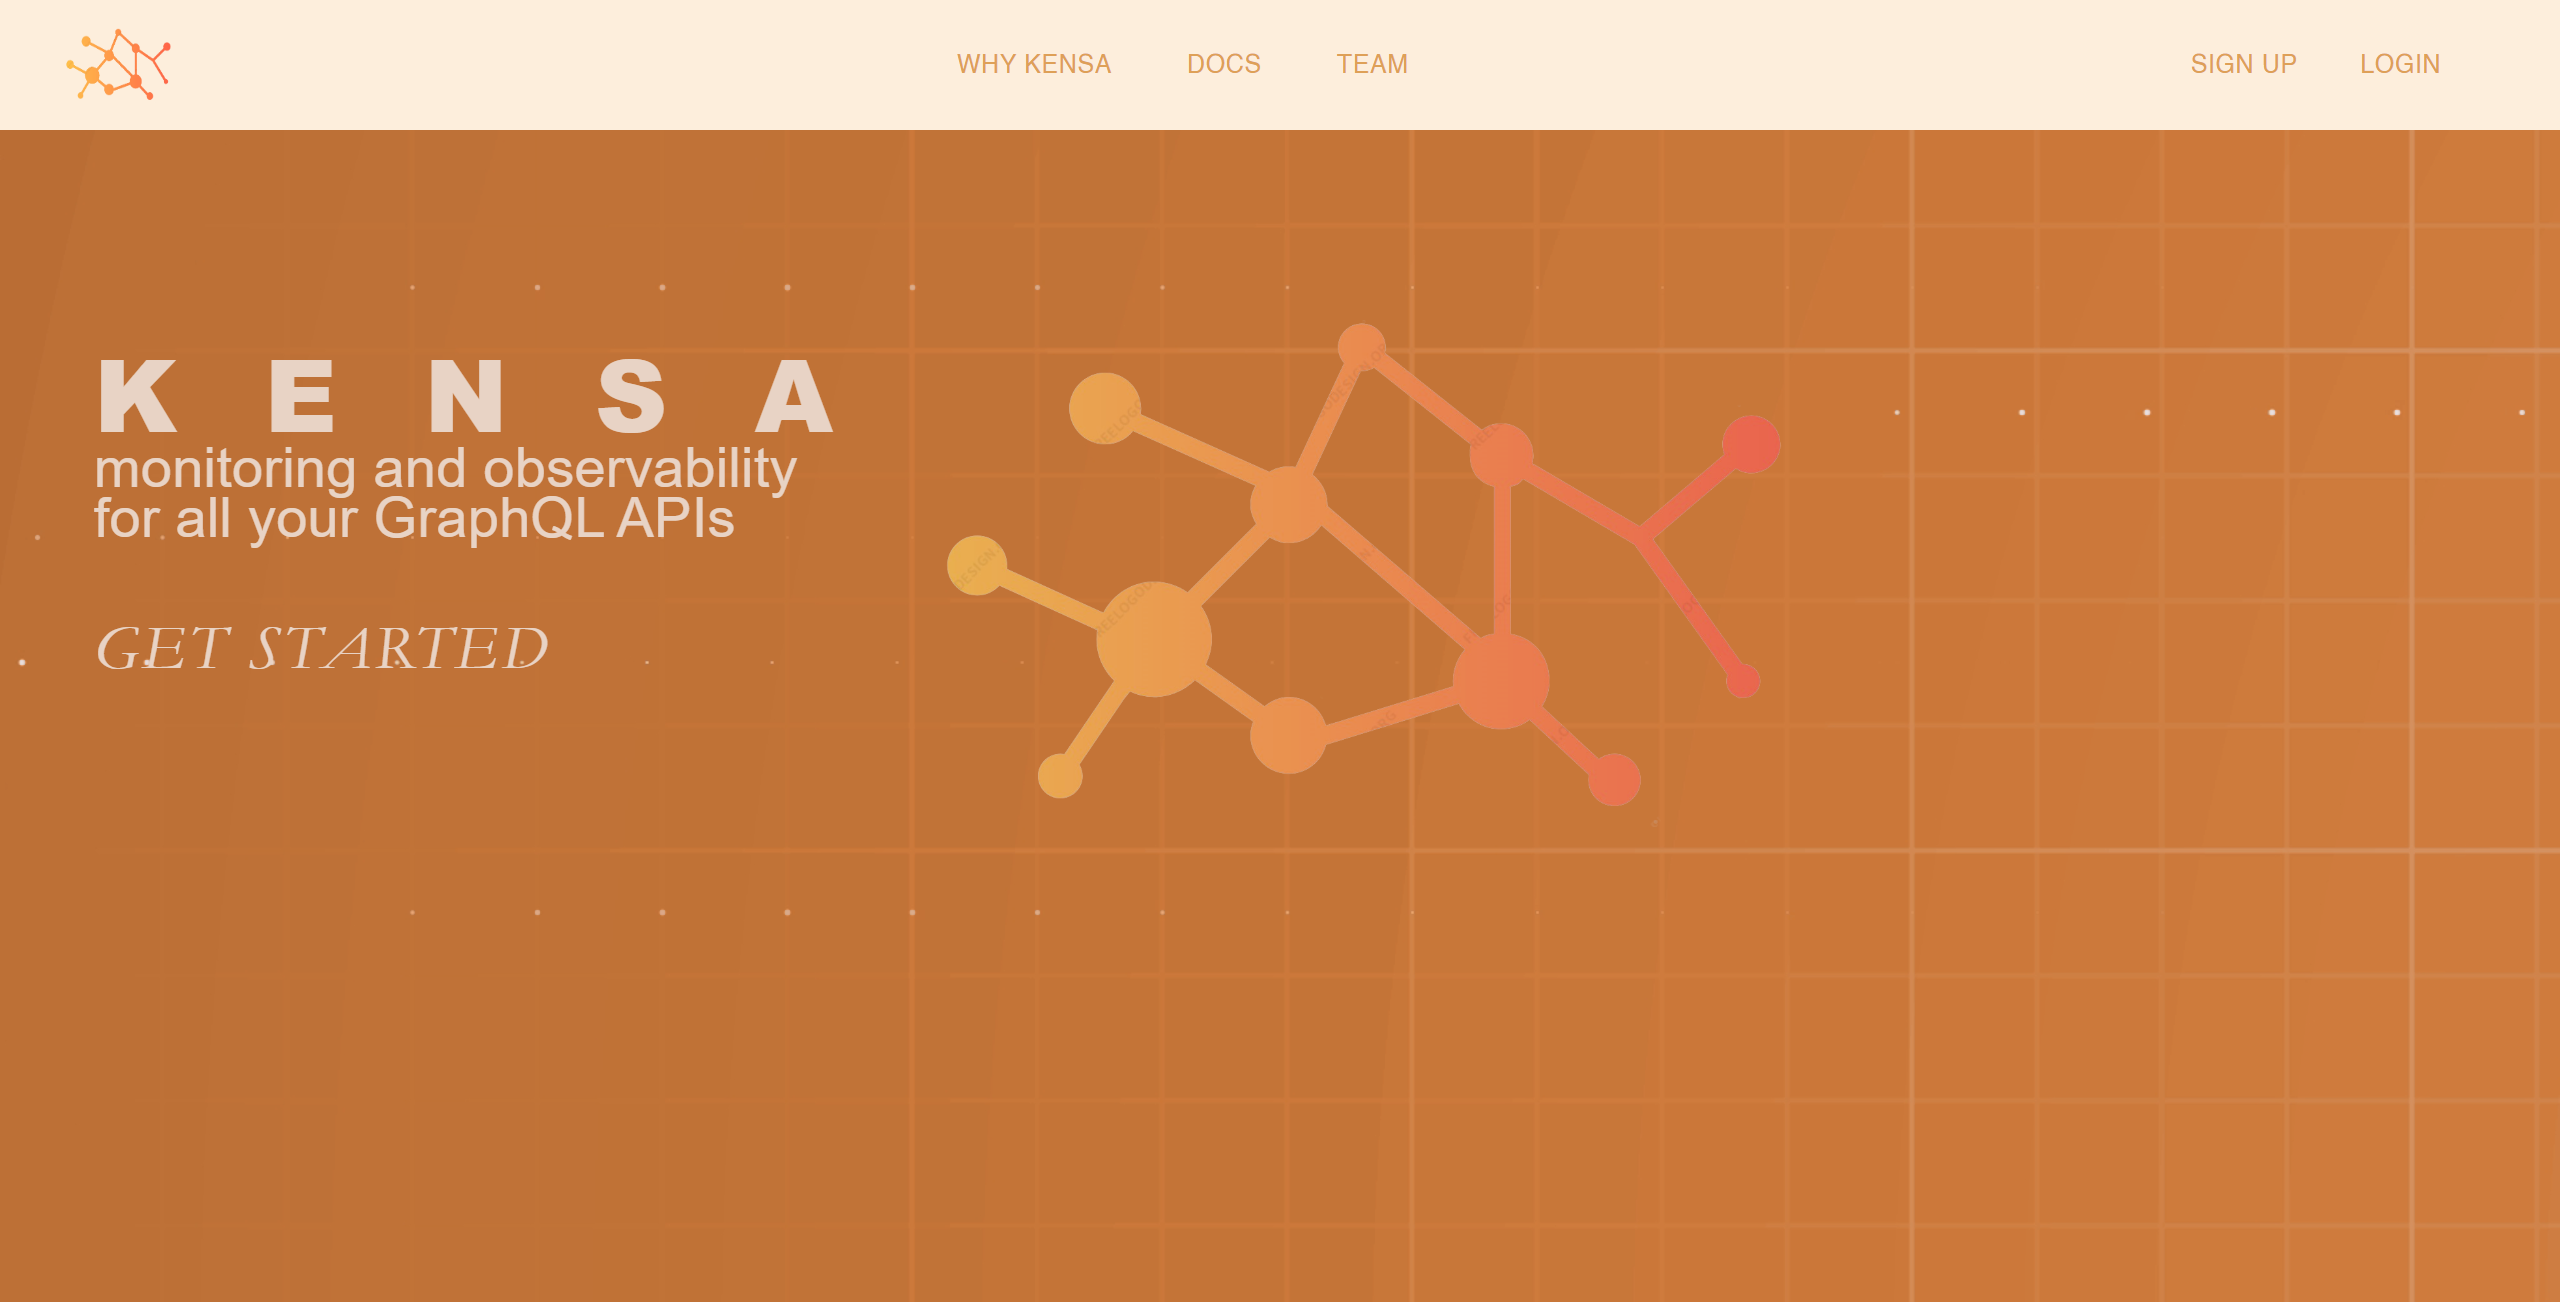 WHY KENSA
DOCS
TEAM
SIGN UP
LOGIN
KENSA
monitoring and observability
for all your GraphQL APIs
GET STARTED